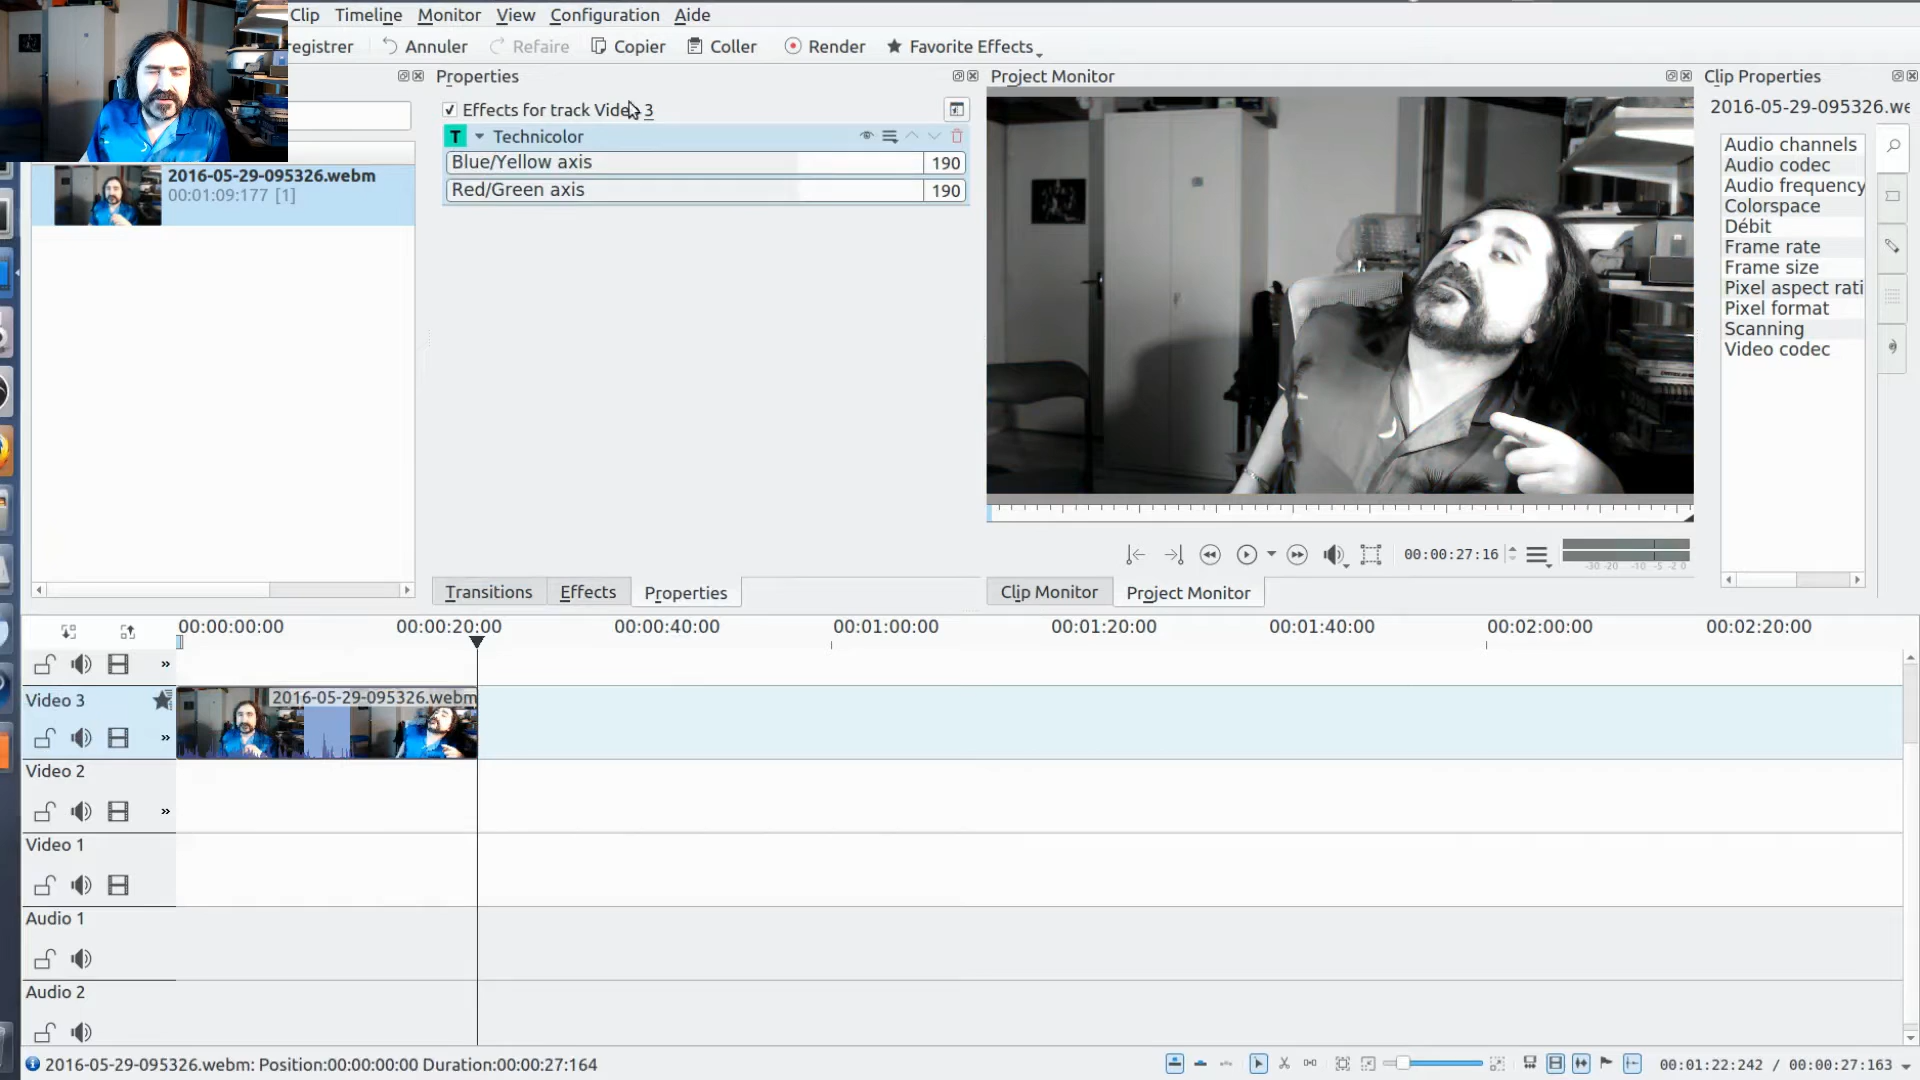 Clip Timeline Monitor View Configuration Aide
registrer Annuler Refaire Copier Coller Render Favorite Effects
Properties
Project Monitor
Clip Properties
Effects for track Video 3
2016-05-29-095326.we
T Technicolor
Blue/Yellow axis 190
Red/Green axis 190
2016-05-29-095326.webm
00:01:09:177 [1]
Audio channels
Audio codec
Audio frequency
Colorspace
Débit
Frame rate
Frame size
Pixel aspect rati
Pixel format
Scanning
Video codec
00:00:27:16
-30 -20 -10 -5 -2 0
Transitions Effects Properties
Clip Monitor Project Monitor
00:00:00:00 00:00:20:00 00:00:40:00 00:01:00:00 00:01:20:00 00:01:40:00 00:02:00:00 00:02:20:00
»
Video 3
2016-05-29-095326.webm
»
Video 2
»
Video 1
Audio 1
Audio 2
2016-05-29-095326.webm: Position:00:00:00:00 Duration:00:00:27:164
00:01:22:242 / 00:00:27:163